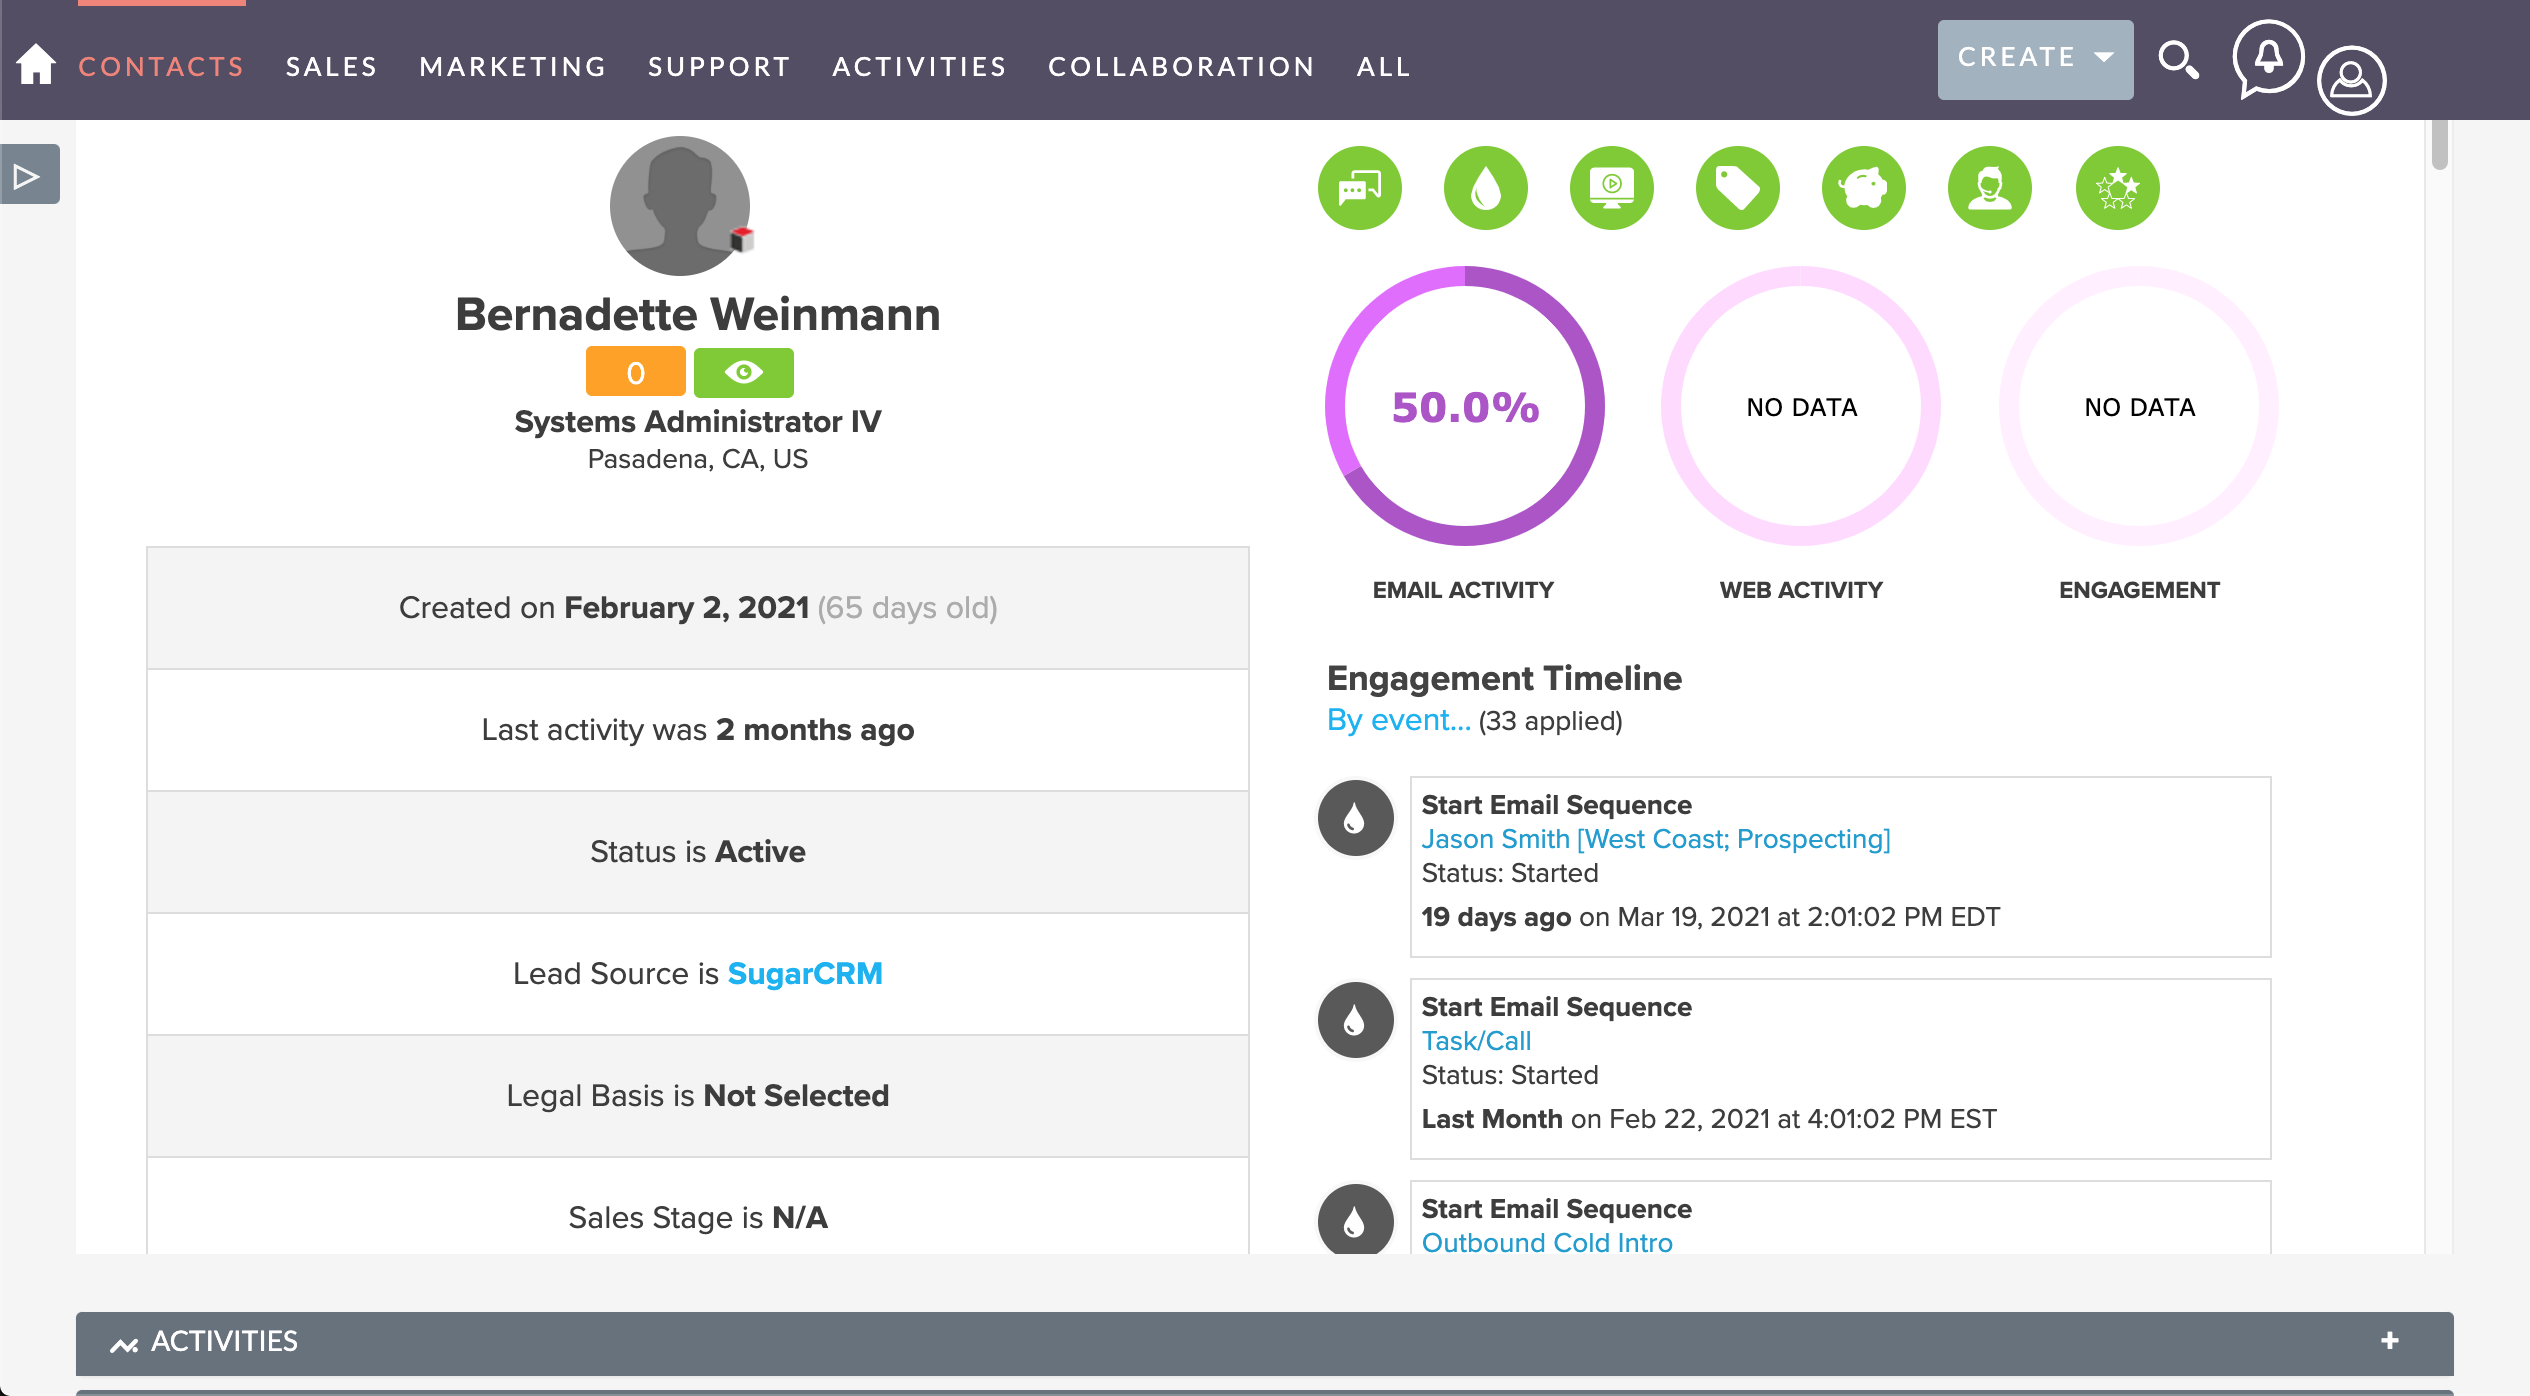 CONTACTS SALES MARKETING SUPPORT ACTIVITIES COLLABORATION ALL CREATE
Bernadette Weinmann
0
Systems Administrator IV
Pasadena, CA, US
Created on February 2, 2021 (65 days old)
Last activity was 2 months ago
Status is Active
Lead Source is SugarCRM
Legal Basis is Not Selected
Sales Stage is N/A
50.0%
NO DATA
NO DATA
EMAIL ACTIVITY
WEB ACTIVITY
ENGAGEMENT
Engagement Timeline
By event... (33 applied)
Start Email Sequence
Jason Smith [West Coast; Prospecting]
Status: Started
19 days ago on Mar 19, 2021 at 2:01:02 PM EDT
Start Email Sequence
Task/Call
Status: Started
Last Month on Feb 22, 2021 at 4:01:02 PM EST
Start Email Sequence
Outbound Cold Intro
ACTIVITIES +